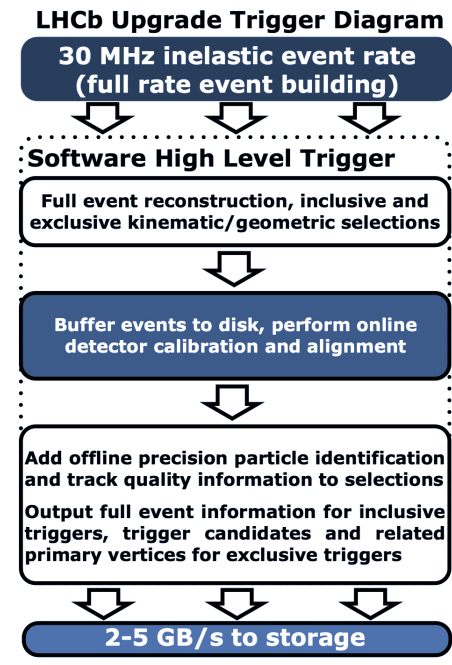 LHCb Upgrade Trigger Diagram
30 MHz inelastic event rate
(full rate event building)
Software High Level Trigger
Full event reconstruction, inclusive and
exclusive kinematic/geometric selections
Buffer events to disk, perform online
detector calibration and alignment
Add offline precision particle identification
and track quality information to selections
Output full event information for inclusive
triggers, trigger candidates and related
primary vertices for exclusive triggers
2-5 GB/s to storage